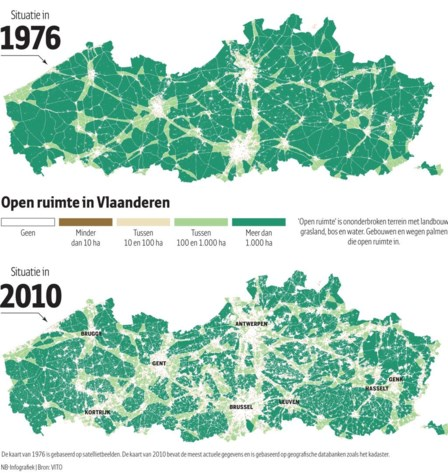 Situatie in
1976
Open ruimte in Vlaanderen
Geen
Minder
dan 10 ha
Tussen
10 en 100 ha
Tussen
100 en 1.000 ha
Meer dan
1.000 ha
'Open ruimte' is ononderbroken terrein met landbouw,
grasland, bos en water. Gebouwen en wegen palmen
die open ruimte in.
Situatie in
2010
BRUGGE
ANTWERPEN
GENT
GENK
HASSELT
LEUVEN
BRUSSEL
KORTRIJK
De kaart van 1976 is gebaseerd op satellietbeelden. De kaart van 2010 bevat de meest actuele gegevens en is gebaseerd op geografische databanken zoals het kadaster.
NB-Infografiek | Bron: VITO